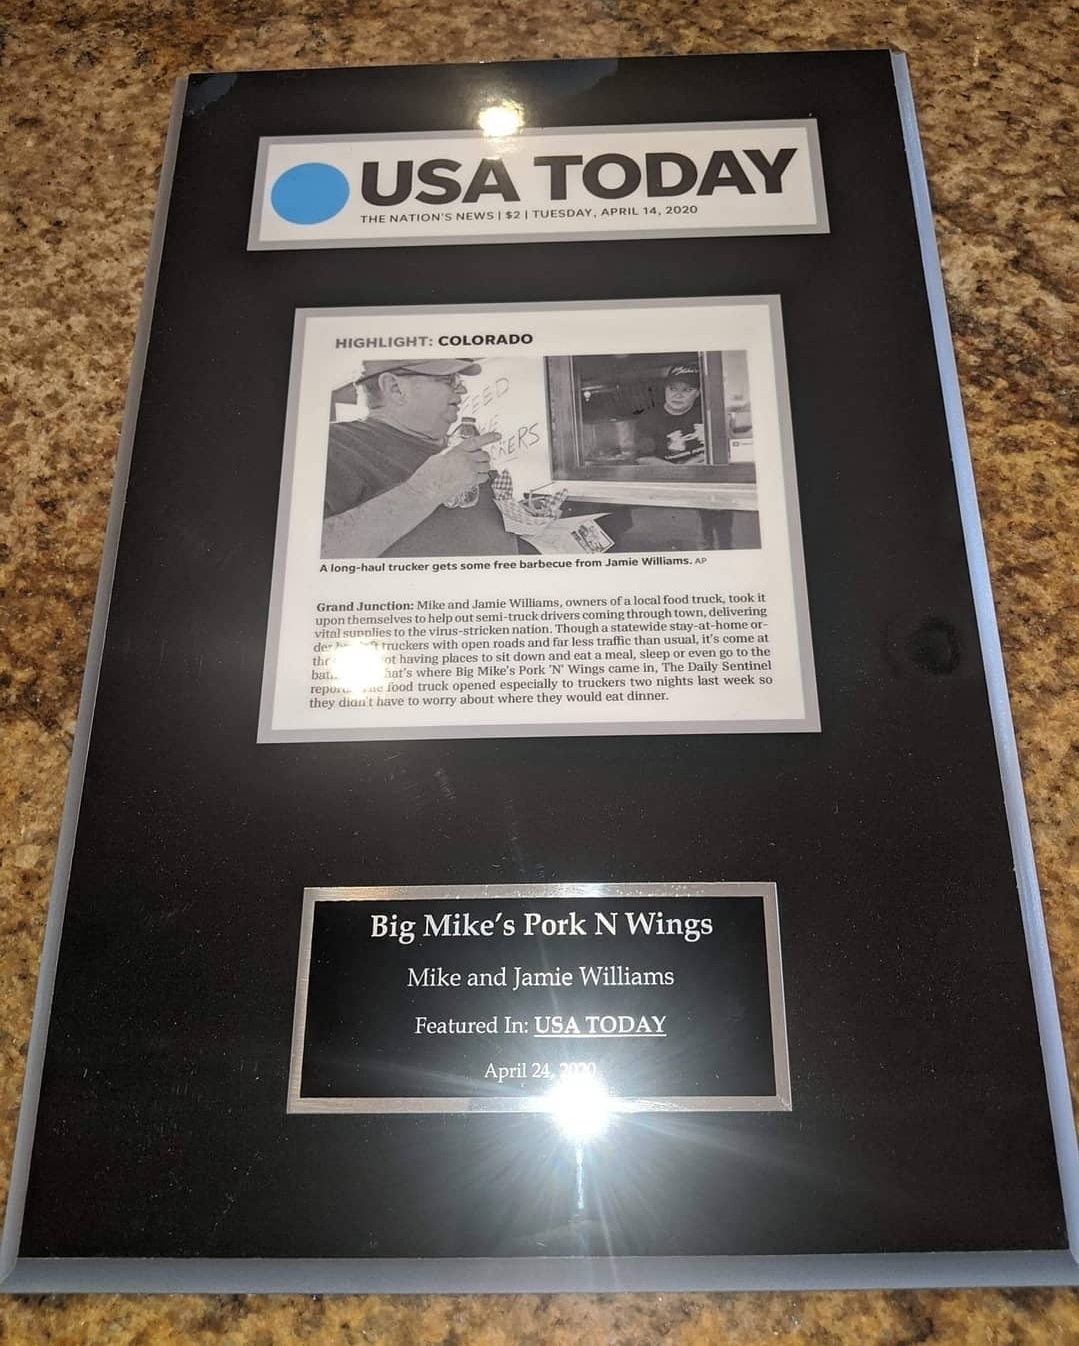 USA TODAY
THE NATION'S NEWS | $2 | TUESDAY, APRIL 14, 2020
HIGHLIGHT: COLORADO
FEED
KERS
A long-haul trucker gets some free barbecue from Jamie Williams. AP
Grand Junction: Mike and Jamie Williams, owners of a local food truck, took it
upon themselves to help out semi-truck drivers coming through town, delivering
vital supplies to the virus-stricken nation. Though a statewide stay-at-home or-
truckers with open roads and far less traffic than usual, it's come at
having places to sit down and eat a meal, sleep or even go to the
that's where Big Mike's Pork 'N' Wings came in, The Daily Sentinel
food truck opened especially to truckers two nights last week so
they didn't have to worry about where they would eat dinner.
Big Mike's Pork N Wings
Mike and Jamie Williams
Featured In: USA TODAY
April 24, 2020